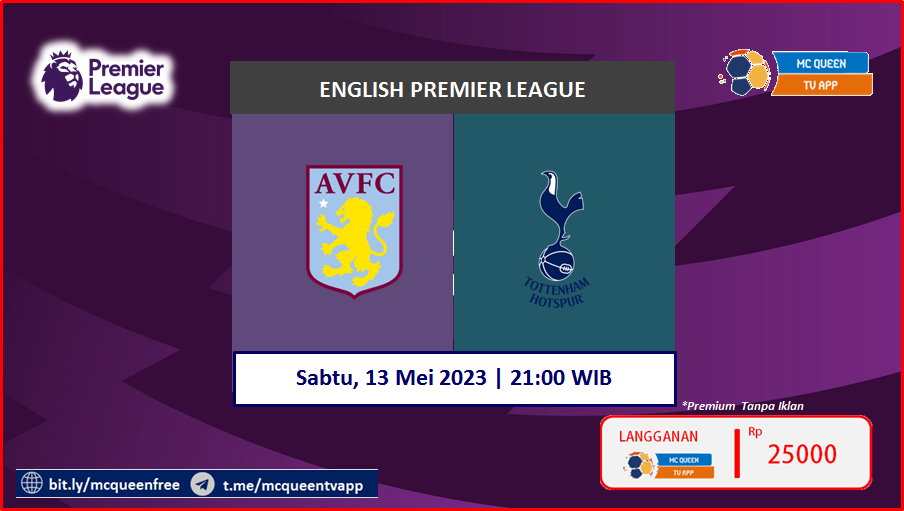 Premier
League
MC QUEEN
TV APP
ENGLISH PREMIER LEAGUE
AVFC
TOTTENHAM
HOTSPUR
Sabtu, 13 Mei 2023 | 21:00 WIB
*Premium Tanpa Iklan
LANGGANAN
MC QUEEN
TV APP
Rp
25000
bit.ly/mcqueenfree
t.me/mcqueentvapp